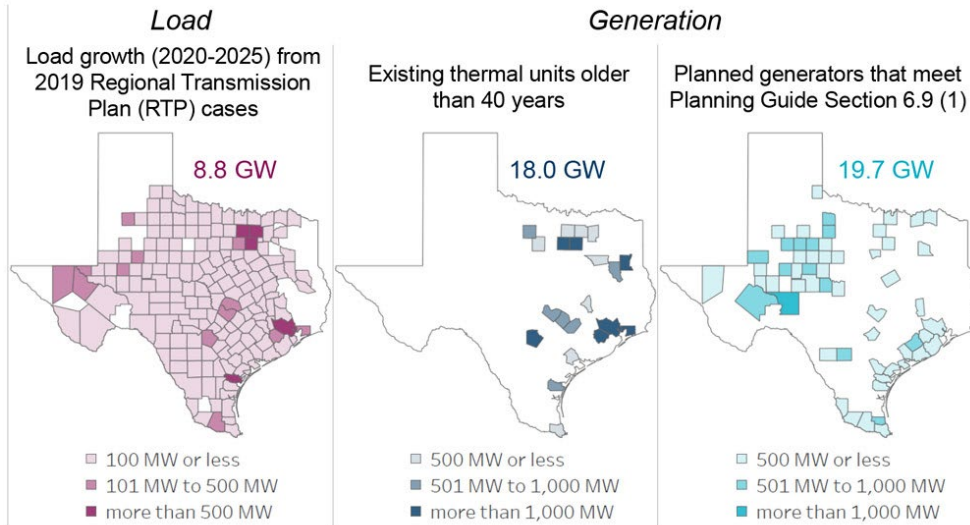 Load
Load growth (2020-2025) from
2019 Regional Transmission
Plan (RTP) cases
8.8 GW
100 MW or less
101 MW to 500 MW
more than 500 MW
Generation
Existing thermal units older
than 40 years
18.0 GW
500 MW or less
501 MW to 1,000 MW
more than 1,000 MW
Planned generators that meet
Planning Guide Section 6.9 (1)
19.7 GW
500 MW or less
501 MW to 1,000 MW
more than 1,000 MW